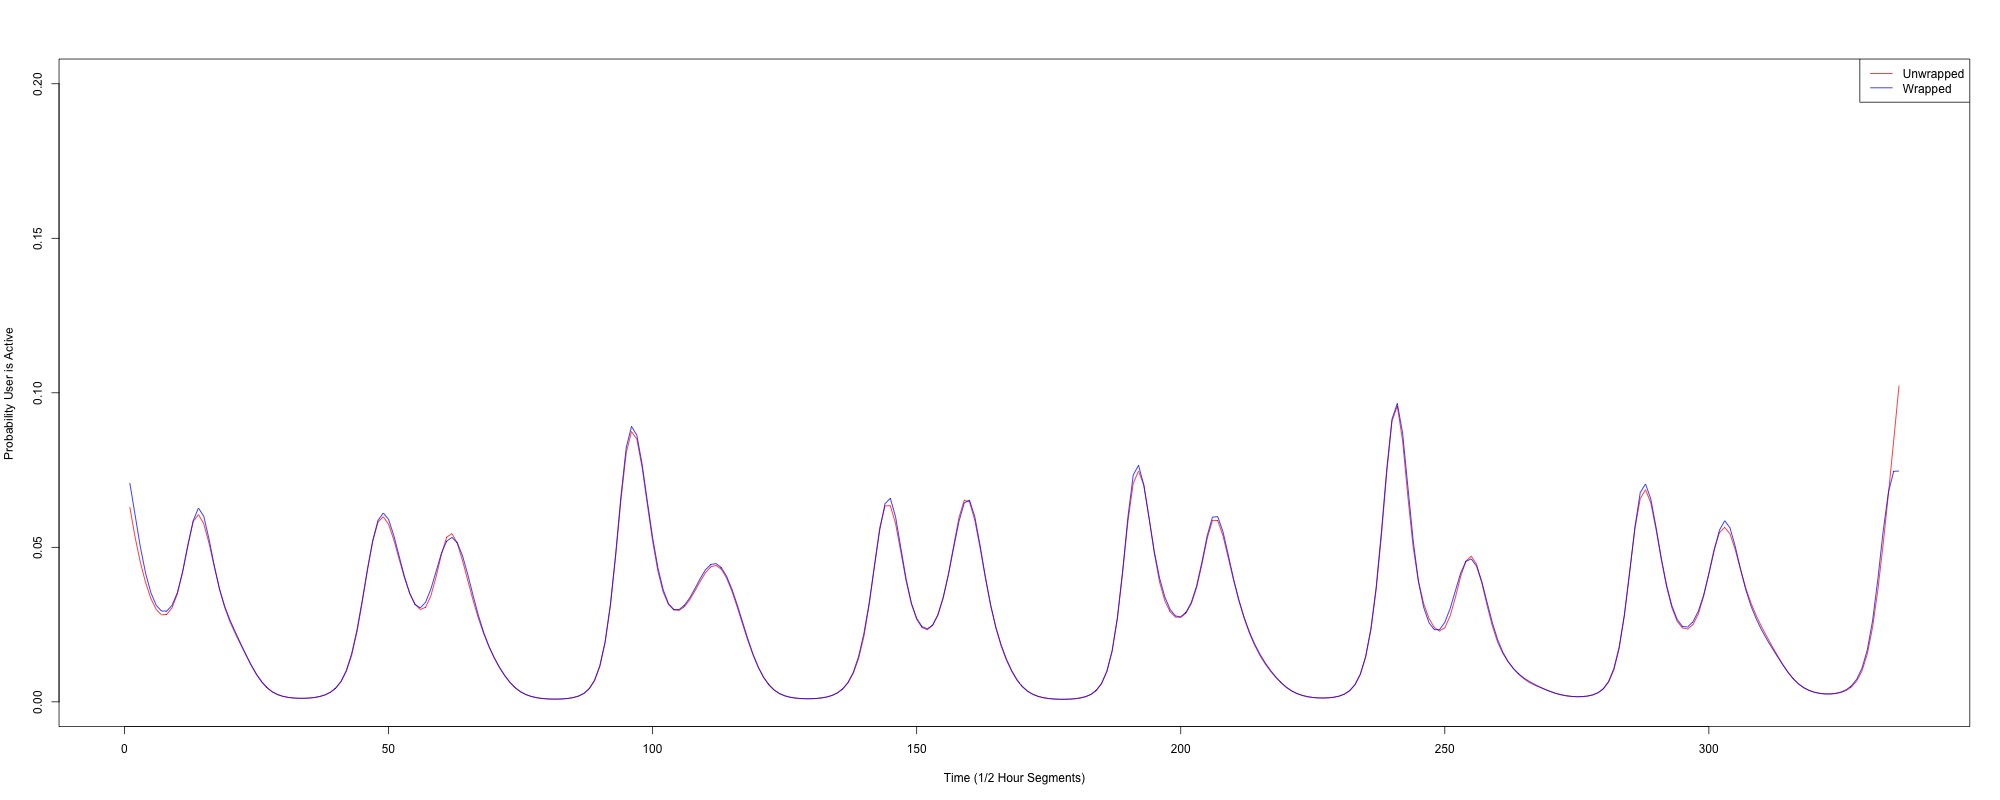 Unwrapped
Wrapped
0.20
0.15
0.10
0.05
0.00
Probability User is Active
0 50 100 150 200 250 300
Time (1/2 Hour Segments)